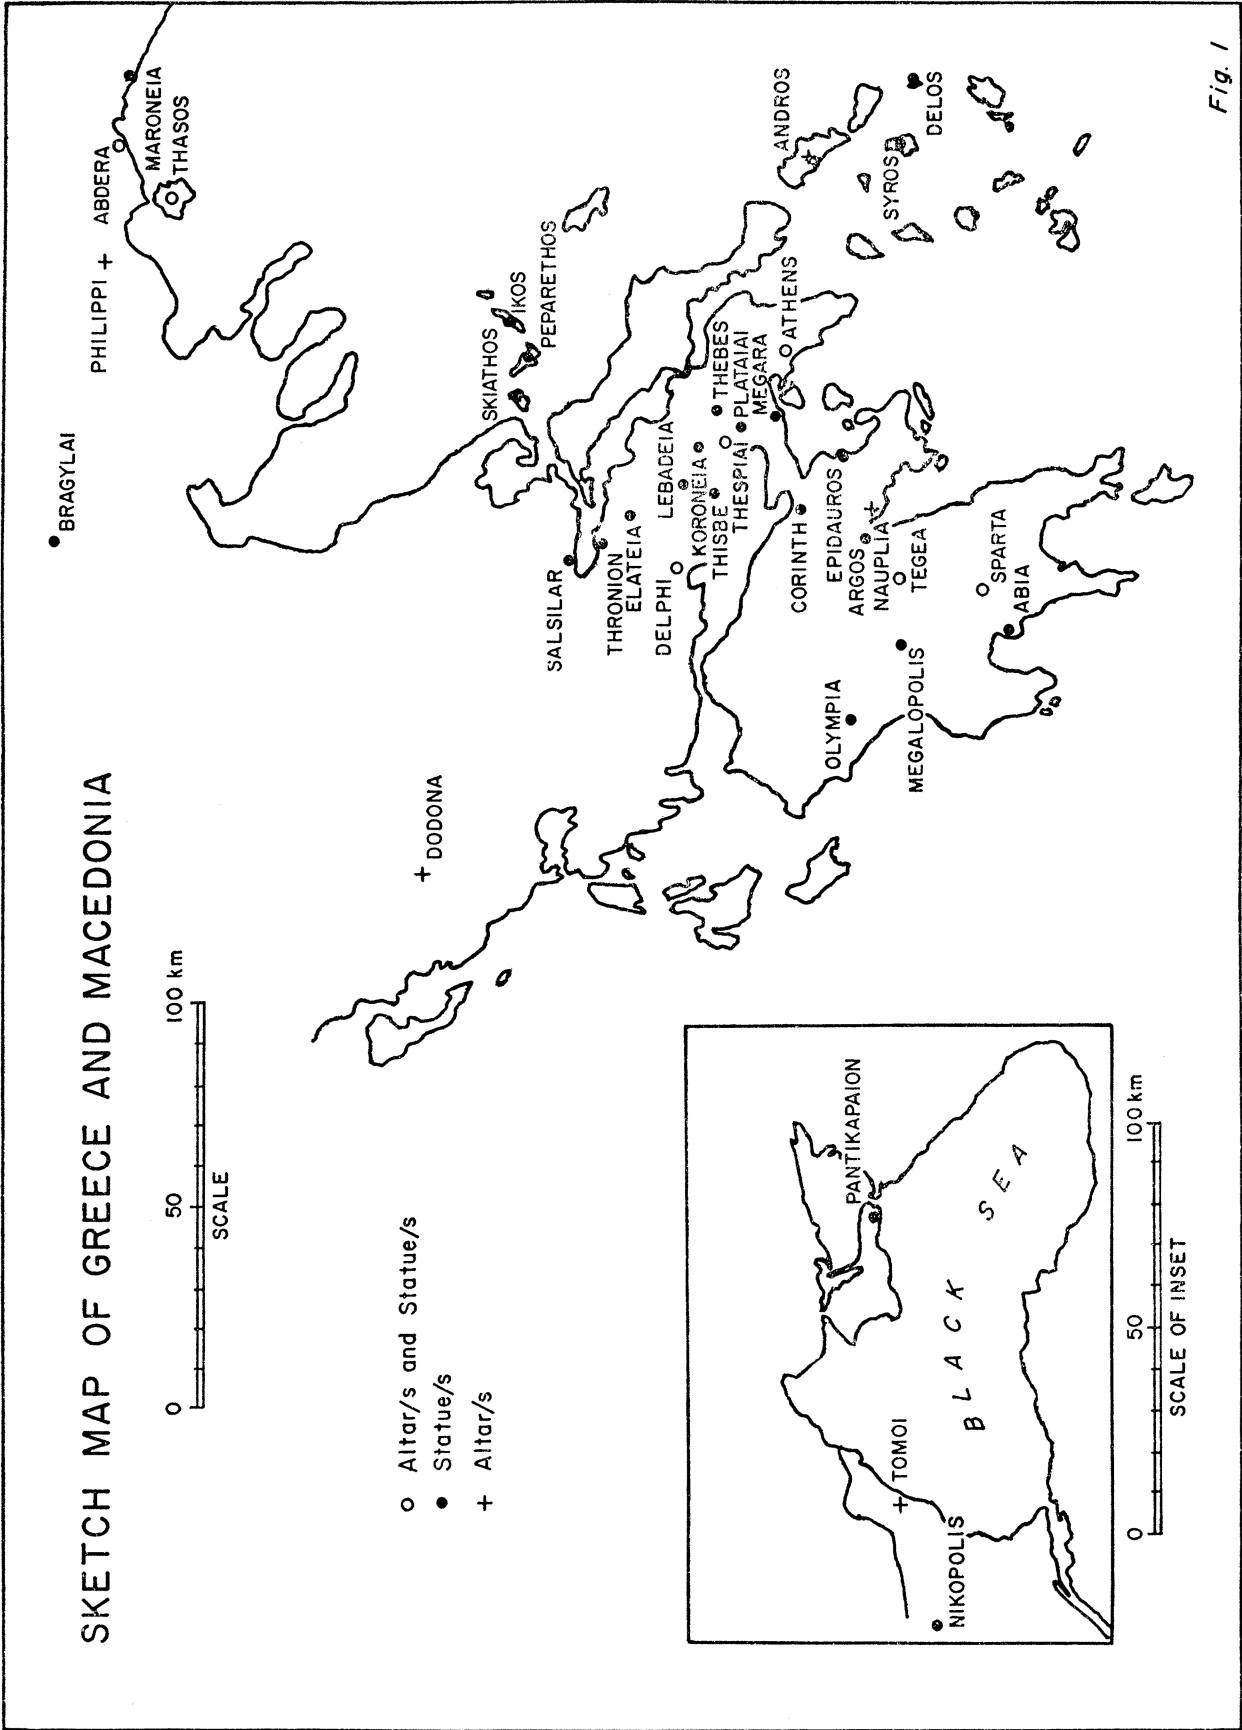 SKETCH MAP OF GREECE AND MACEDONIA
0 50 100 km
SCALE
○ Altar/s and Statue/s
● Statue/s
+ Altar/s
BRAGYLAI
PHILIPPI
ABDERA
MARONEIA
THASOS
DODONA
SKIATHOS
IKOS
PEPARETHOS
SALSILAR
THRONION
ELATEIA
DELPHI
LEBADEIA
KORONEIA
THISBE
THESPIAI
THEBES
PLATAIAI
MEGARA
ATHENS
ANDROS
SYROS
DELOS
CORINTH
EPIDAUROS
ARGOS
NAUPLIA
TEGEA
SPARTA
ABIA
OLYMPIA
MEGALOPOLIS
PANTIKAPAION
TOMOI
NIKOPOLIS
BLACK SEA
0 50 100 km
SCALE OF INSET
Fig. 1